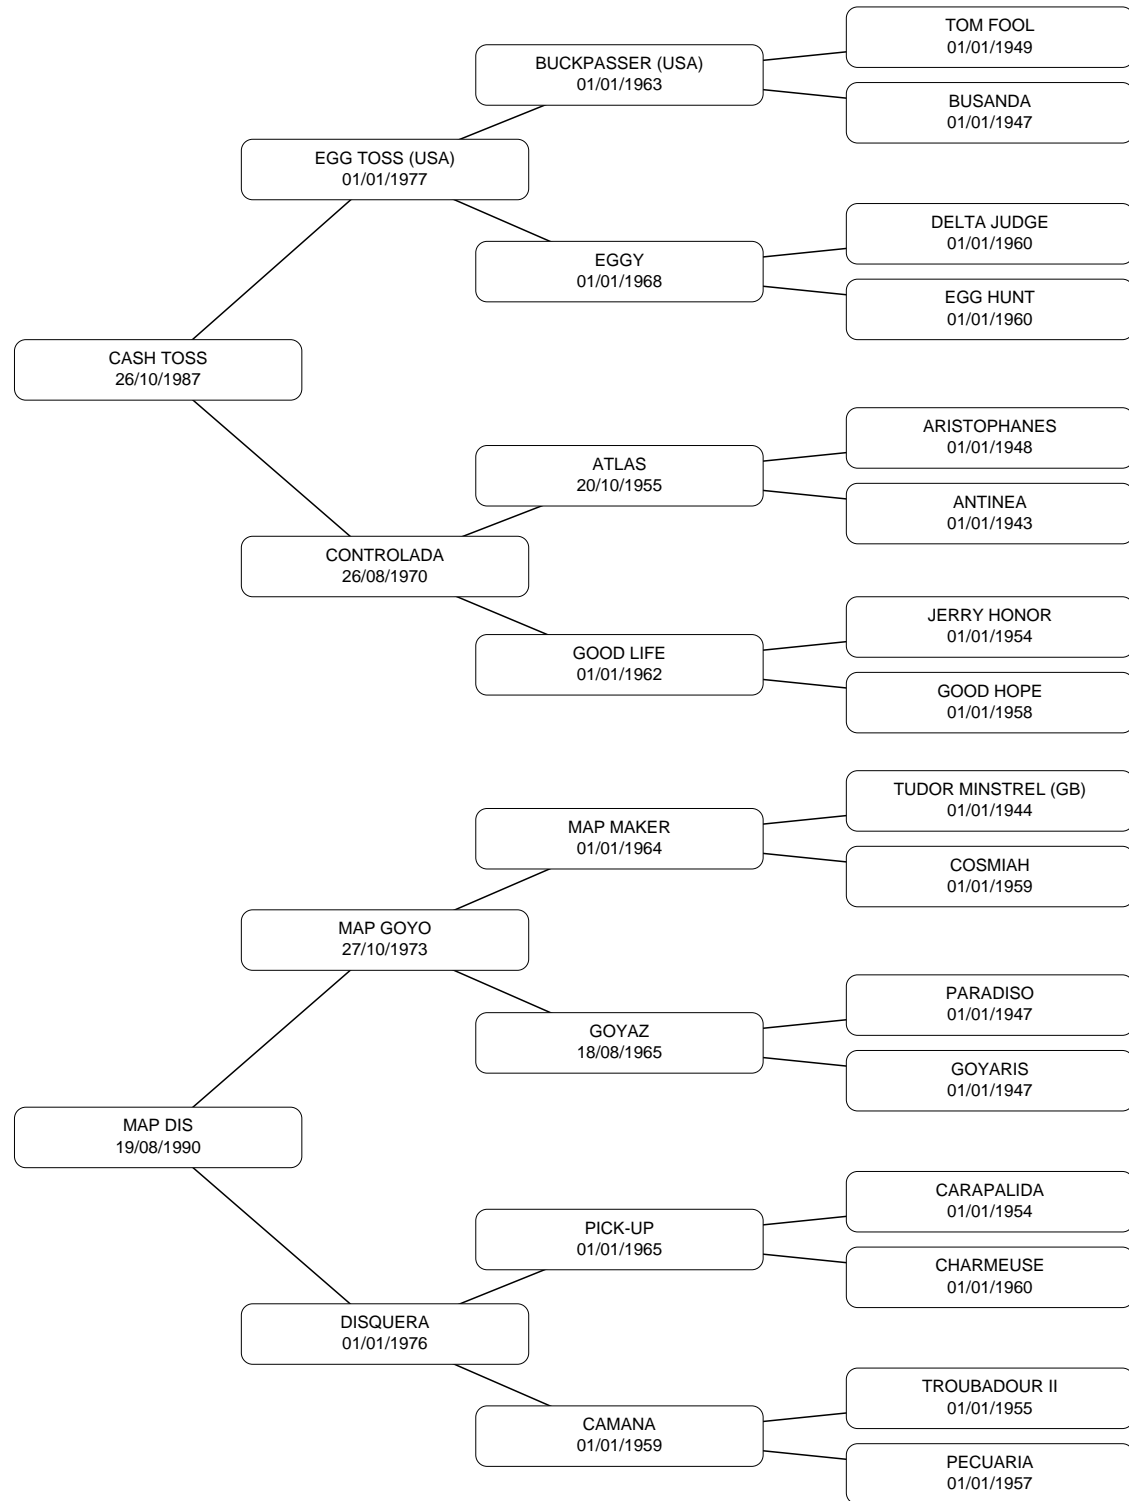 TOM FOOL
01/01/1949
BUCKPASSER (USA)
01/01/1963
BUSANDA
01/01/1947
EGG TOSS (USA)
01/01/1977
DELTA JUDGE
01/01/1960
EGGY
01/01/1968
EGG HUNT
01/01/1960
CASH TOSS
26/10/1987
ARISTOPHANES
01/01/1948
ATLAS
20/10/1955
ANTINEA
01/01/1943
CONTROLADA
26/08/1970
JERRY HONOR
01/01/1954
GOOD LIFE
01/01/1962
GOOD HOPE
01/01/1958
TUDOR MINSTREL (GB)
01/01/1944
MAP MAKER
01/01/1964
COSMIAH
01/01/1959
MAP GOYO
27/10/1973
PARADISO
01/01/1947
GOYAZ
18/08/1965
GOYARIS
01/01/1947
MAP DIS
19/08/1990
CARAPALIDA
01/01/1954
PICK-UP
01/01/1965
CHARMEUSE
01/01/1960
DISQUERA
01/01/1976
TROUBADOUR II
01/01/1955
CAMANA
01/01/1959
PECUARIA
01/01/1957